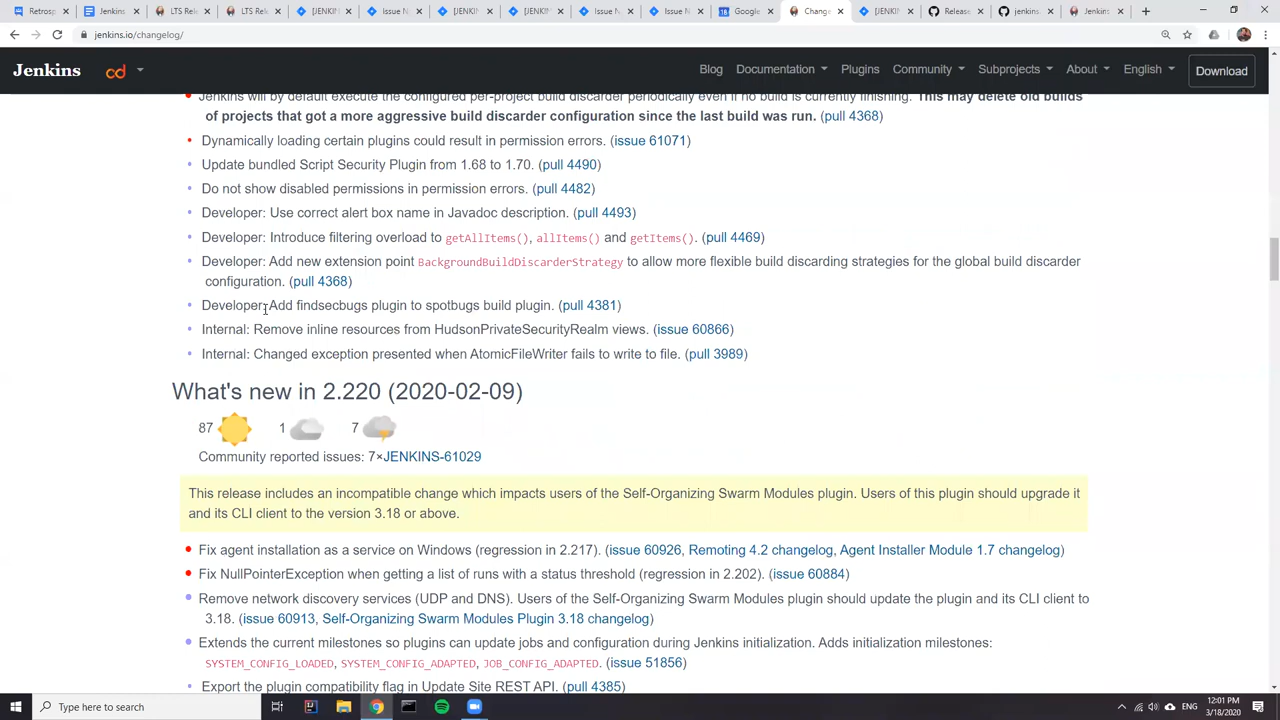 Retrosp
Jenkins
LTS Rel
LTS Rele
[JENKIN
Issue N
[JENKIN
[JENKIN
Issue N
Issue N
Google
Change
[JENKIN
Release
jenkins.
Jenkins
jenkins.io/changelog/
Jenkins
cd
Blog
Documentation
Plugins
Community
Subprojects
About
English
Download
Jenkins will by default execute the configured per-project build discarder periodically even if no build is currently finishing. This may delete old builds
of projects that got a more aggressive build discarder configuration since the last build was run. (pull 4368)
Dynamically loading certain plugins could result in permission errors. (issue 61071)
Update bundled Script Security Plugin from 1.68 to 1.70. (pull 4490)
Do not show disabled permissions in permission errors. (pull 4482)
Developer: Use correct alert box name in Javadoc description. (pull 4493)
Developer: Introduce filtering overload to getAllItems(), allItems() and getItems(). (pull 4469)
Developer: Add new extension point BackgroundBuildDiscarderStrategy to allow more flexible build discarding strategies for the global build discarder
configuration. (pull 4368)
Developer: Add findsecbugs plugin to spotbugs build plugin. (pull 4381)
Internal: Remove inline resources from HudsonPrivateSecurityRealm views. (issue 60866)
Internal: Changed exception presented when AtomicFileWriter fails to write to file. (pull 3989)
What's new in 2.220 (2020-02-09)
87 1 7
Community reported issues: 7×JENKINS-61029
This release includes an incompatible change which impacts users of the Self-Organizing Swarm Modules plugin. Users of this plugin should upgrade it
and its CLI client to the version 3.18 or above.
Fix agent installation as a service on Windows (regression in 2.217). (issue 60926, Remoting 4.2 changelog, Agent Installer Module 1.7 changelog)
Fix NullPointerException when getting a list of runs with a status threshold (regression in 2.202). (issue 60884)
Remove network discovery services (UDP and DNS). Users of the Self-Organizing Swarm Modules plugin should update the plugin and its CLI client to
3.18. (issue 60913, Self-Organizing Swarm Modules Plugin 3.18 changelog)
Extends the current milestones so plugins can update jobs and configuration during Jenkins initialization. Adds initialization milestones:
SYSTEM_CONFIG_LOADED, SYSTEM_CONFIG_ADAPTED, JOB_CONFIG_ADAPTED. (issue 51856)
Export the plugin compatibility flag in Update Site REST API. (pull 4385)
Type here to search
ENG
12:01 PM
3/18/2020